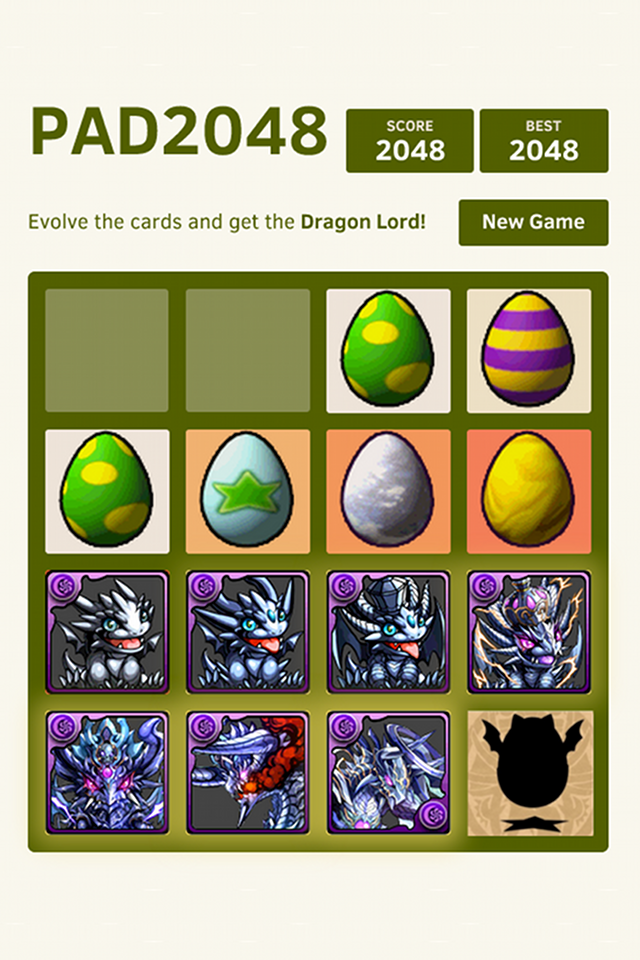 PAD2048
SCORE
2048
BEST
2048
Evolve the cards and get the Dragon Lord!
New Game